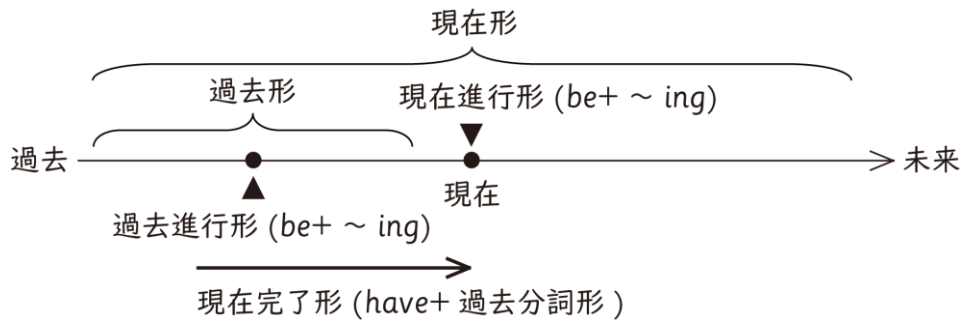 現在形
過去形
現在進行形 (be+ ～ ing)
過去
未来
現在
過去進行形 (be+ ～ ing)
現在完了形 (have+ 過去分詞形 )